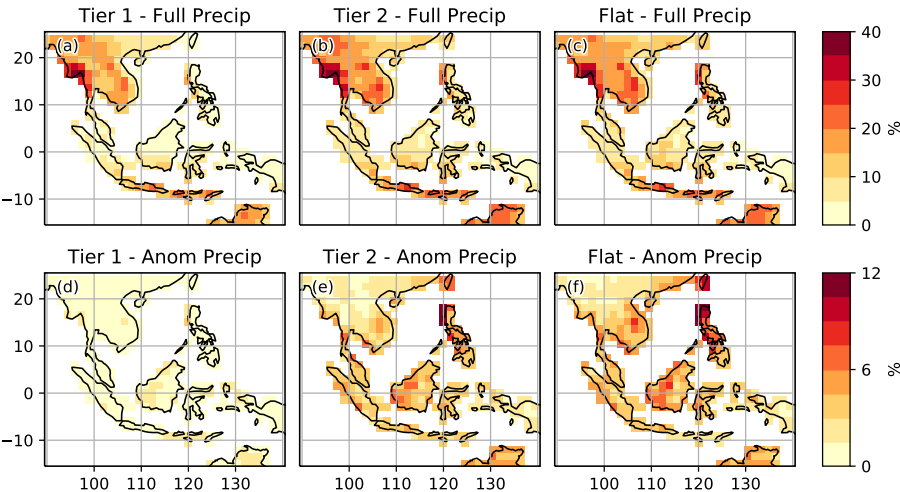 Tier 1 - Full Precip
Tier 2 - Full Precip
Flat - Full Precip
(a)
(b)
(c)
20
10
0
−10
40
30
20
10
0
%
Tier 1 - Anom Precip
Tier 2 - Anom Precip
Flat - Anom Precip
(d)
(e)
(f)
20
10
0
−10
12
6
0
%
100 110 120 130
100 110 120 130
100 110 120 130